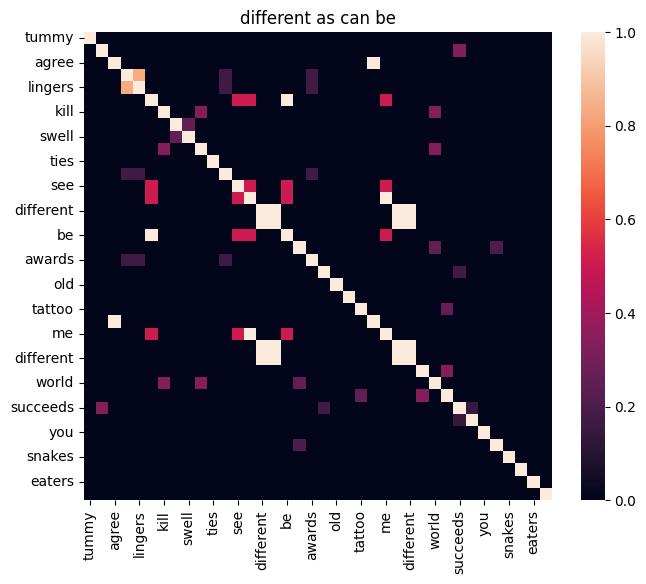 different as can be
tummy
agree
lingers
kill
swell
ties
see
different
be
awards
old
tattoo
me
different
world
succeeds
you
snakes
eaters
1.0
0.8
0.6
0.4
0.2
0.0
tummy
agree
lingers
kill
swell
ties
see
different
be
awards
old
tattoo
me
different
world
succeeds
you
snakes
eaters